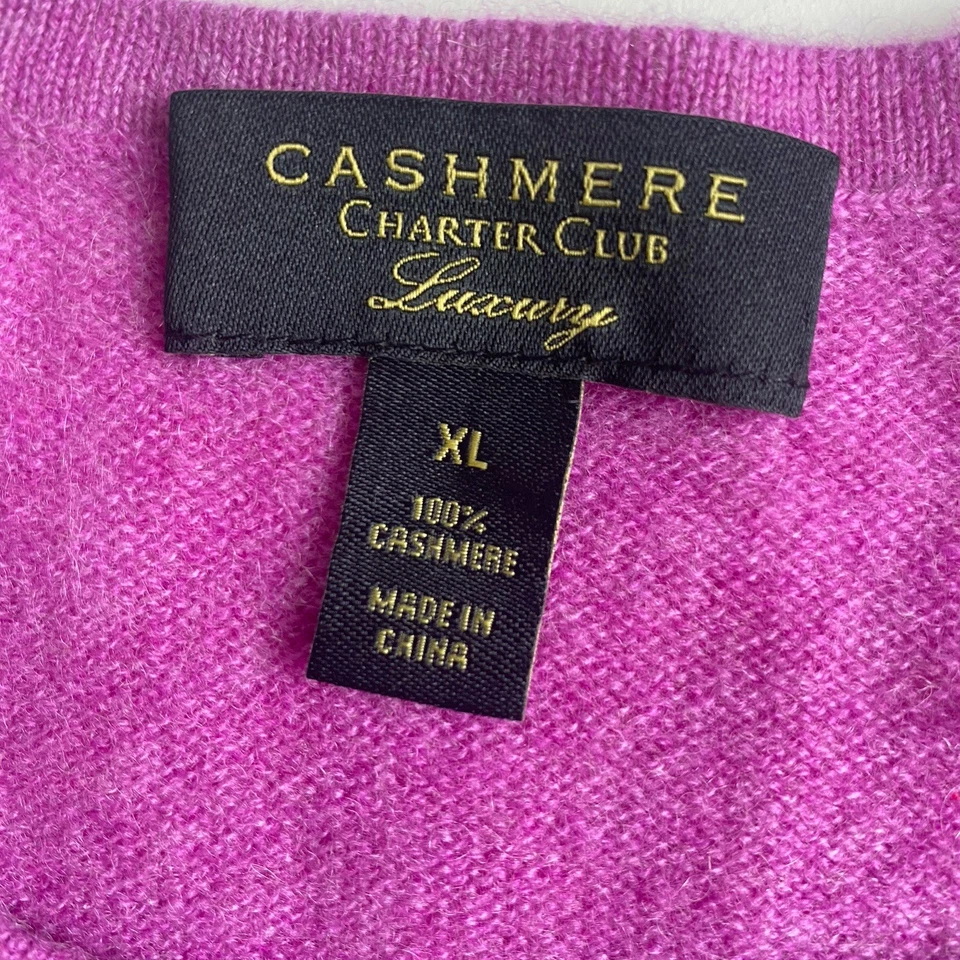 CASHMERE
CHARTER CLUB
Luxury
XL
100%
CASHMERE
MADE IN
CHINA